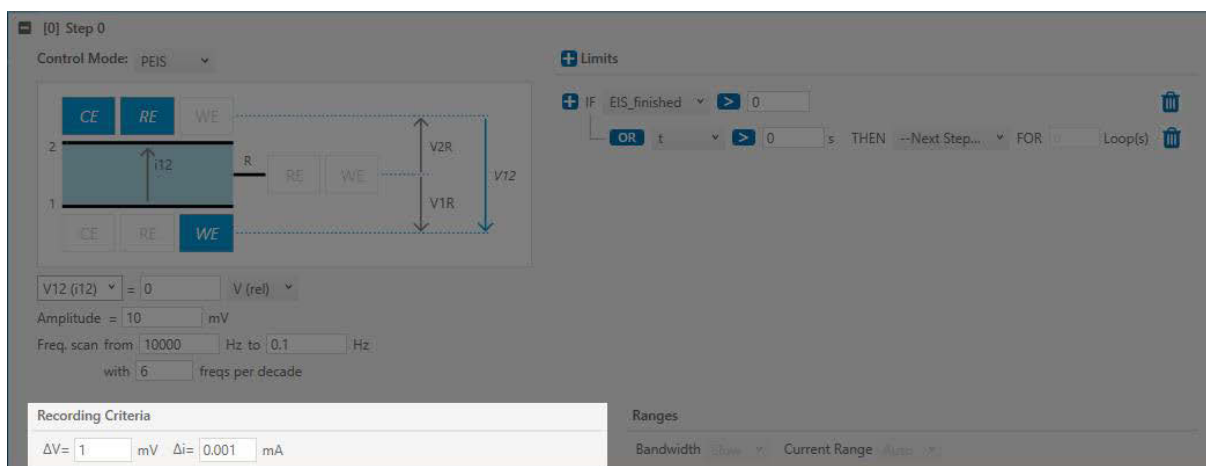 [0] Step 0
Control Mode: PEIS
CE RE WE
2
i12
R
RE WE
V2R
V12
V1R
1
CE RE WE
V12 (i12) = 0 V (rel)
Amplitude = 10 mV
Freq. scan from 10000 Hz to 0.1 Hz
with 6 freqs per decade
Limits
IF EIS_finished > 0
OR t > 0 s THEN --Next Step... FOR 0 Loop(s)
Recording Criteria
ΔV= 1 mV Δi= 0.001 mA
Ranges
Bandwidth Slow Current Range Auto